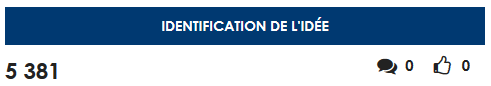 IDENTIFICATION DE L'IDÉE
5 381 0 0